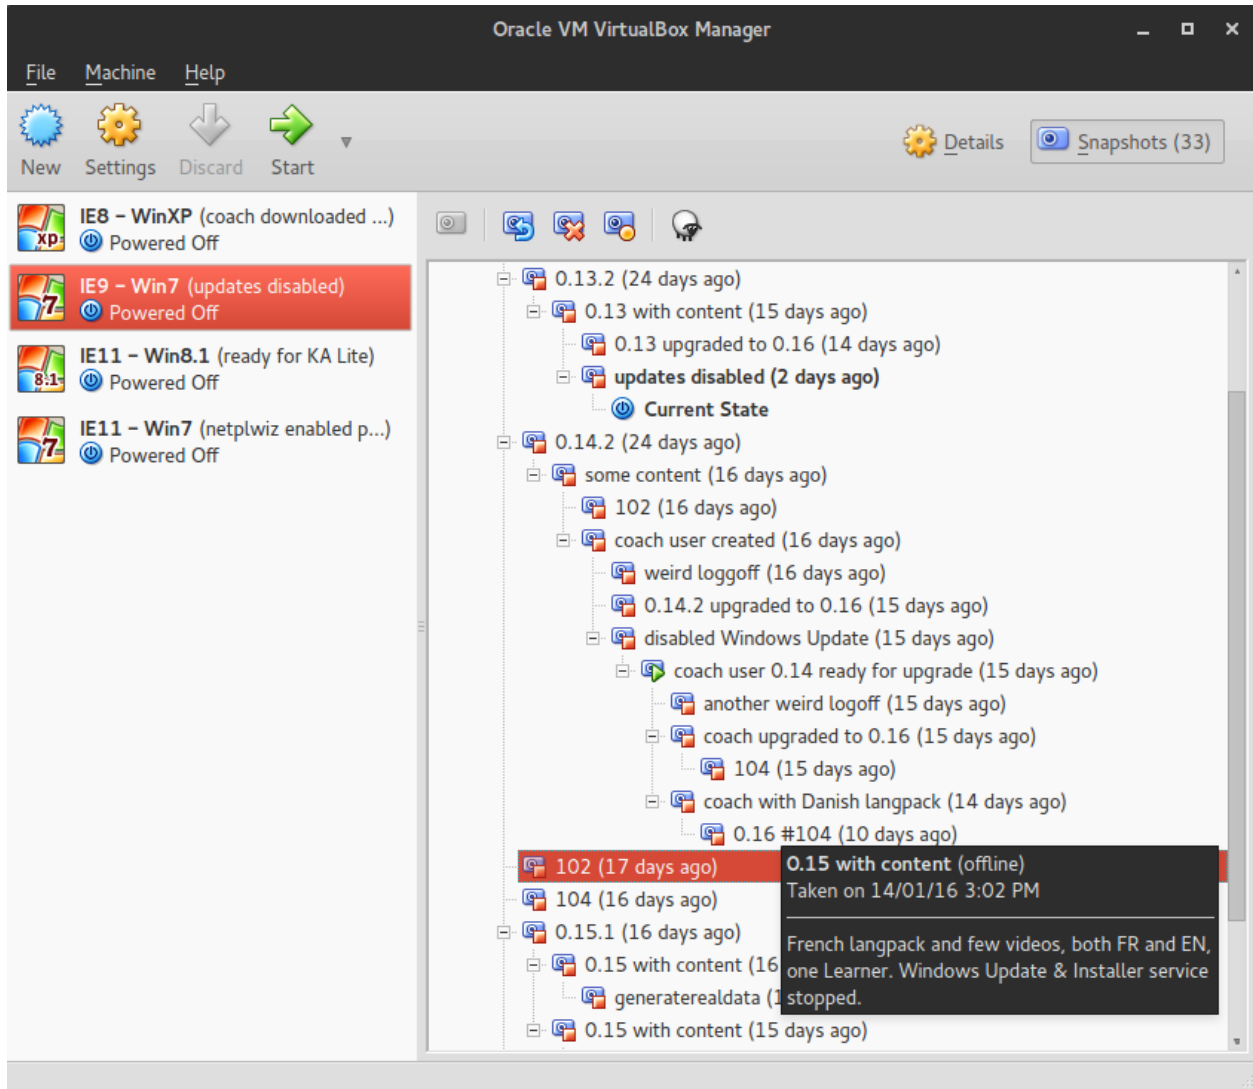 Oracle VM VirtualBox Manager
File Machine Help
New Settings Discard Start
Details Snapshots (33)
IE8 – WinXP (coach downloaded ...)
Powered Off
IE9 – Win7 (updates disabled)
Powered Off
IE11 – Win8.1 (ready for KA Lite)
Powered Off
IE11 – Win7 (netplwiz enabled p...)
Powered Off
xp
7
8.1
7
0.13.2 (24 days ago)
0.13 with content (15 days ago)
0.13 upgraded to 0.16 (14 days ago)
updates disabled (2 days ago)
Current State
0.14.2 (24 days ago)
some content (16 days ago)
102 (16 days ago)
coach user created (16 days ago)
weird loggoff (16 days ago)
0.14.2 upgraded to 0.16 (15 days ago)
disabled Windows Update (15 days ago)
coach user 0.14 ready for upgrade (15 days ago)
another weird logoff (15 days ago)
coach upgraded to 0.16 (15 days ago)
104 (15 days ago)
coach with Danish langpack (14 days ago)
0.16 #104 (10 days ago)
102 (17 days ago)
104 (16 days ago)
0.15.1 (16 days ago)
0.15 with content (16
generaterealdata (1
0.15 with content (15 days ago)
0.15 with content (offline)
Taken on 14/01/16 3:02 PM
French langpack and few videos, both FR and EN,
one Learner. Windows Update & Installer service
stopped.